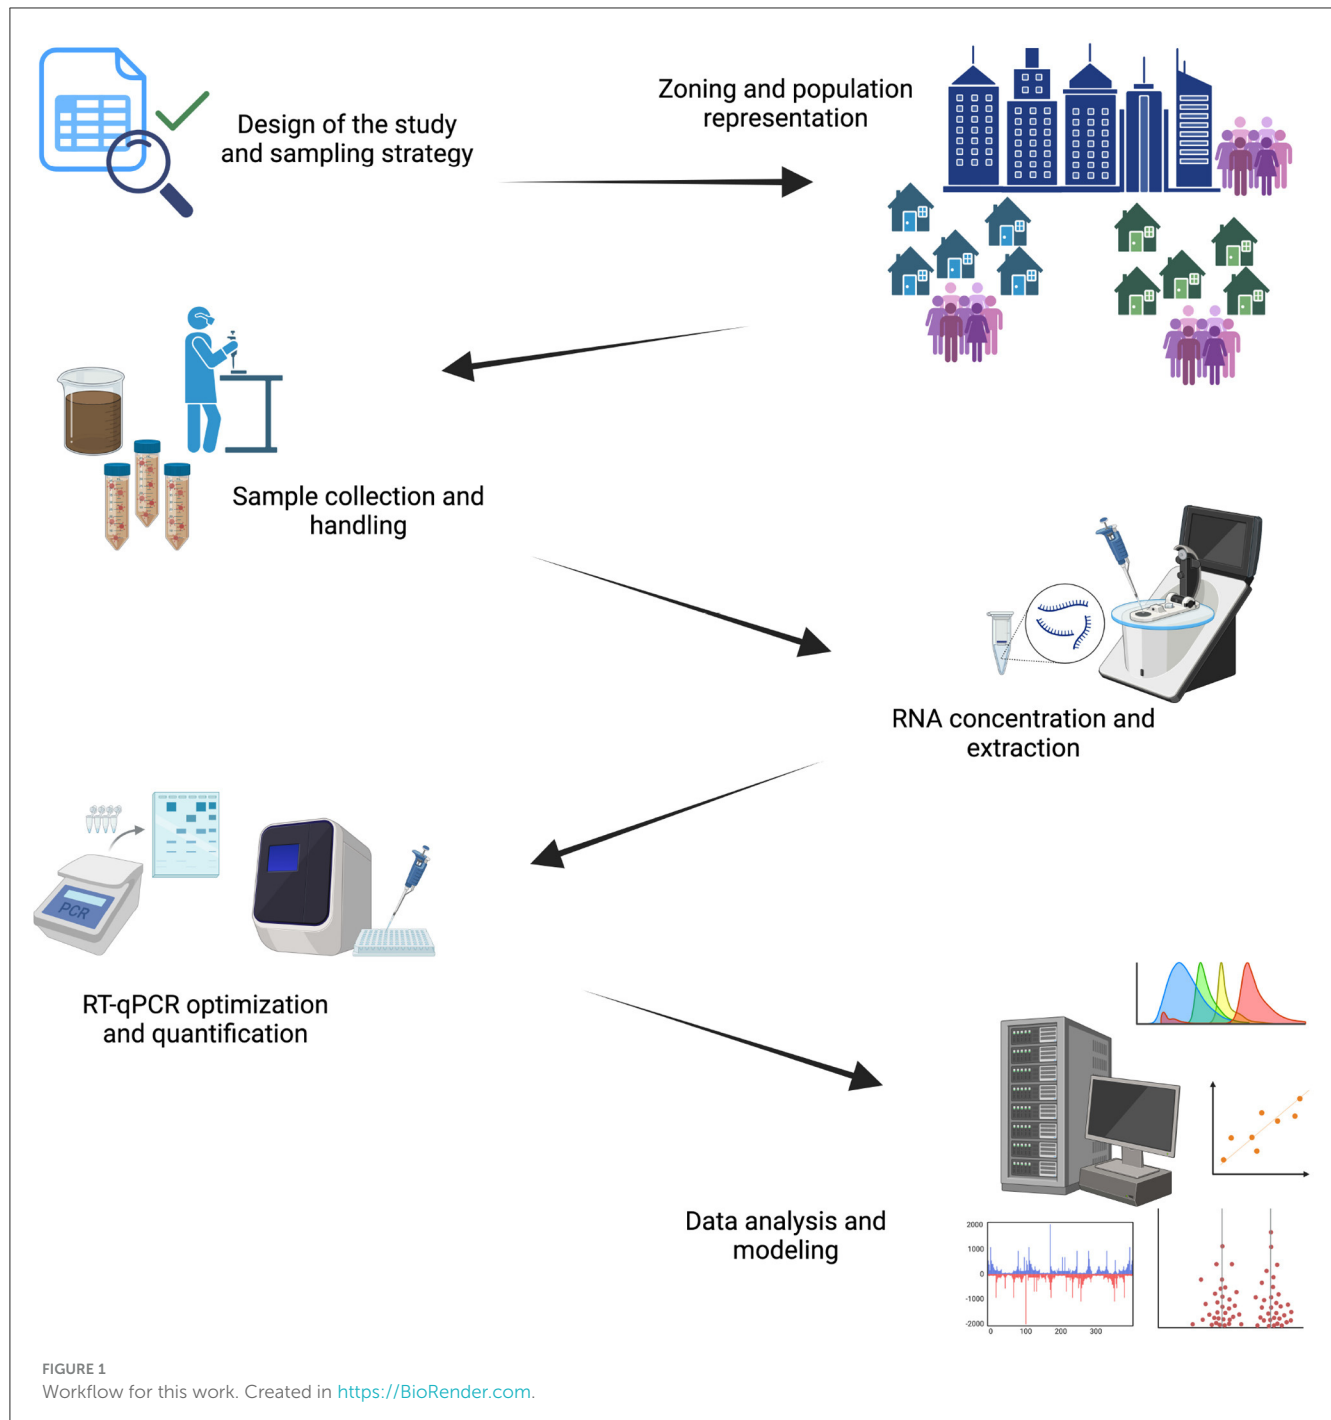 Design of the study
and sampling strategy
Zoning and population
representation
Sample collection and
handling
RNA concentration and
extraction
PCR
RT-qPCR optimization
and quantification
Data analysis and
modeling
2000
1000
0
-1000
-2000
0 100 200 300
FIGURE 1
Workflow for this work. Created in https://BioRender.com.